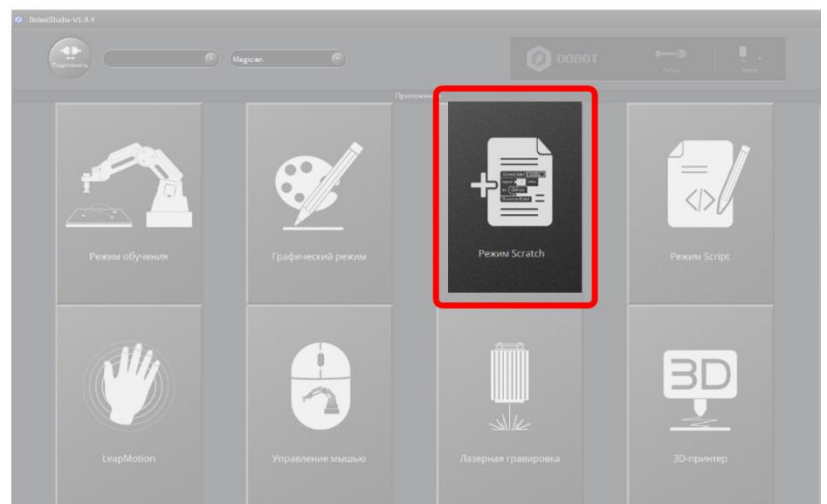 DobotStudio-V1.9.4
Подключить
Magician
DOBOT
Приложения
Режим обучения
Графический режим
Режим Scratch
Режим Script
LeapMotion
Управление мышью
Лазерная гравировка
3D
3D-принтер